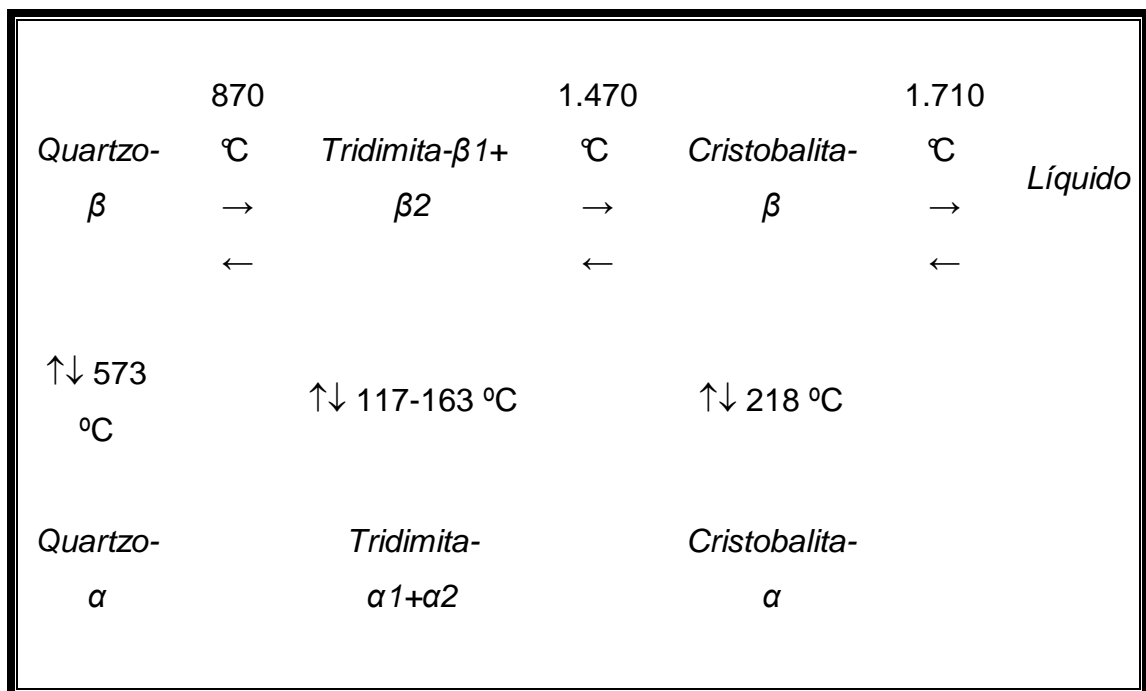 870 1.470 1.710
Quartzo- °C Tridimita-β1+ °C Cristobalita- °C Líquido
β → β2 → β →
← ← ←
↑↓ 573
ºC
↑↓ 117-163 ºC ↑↓ 218 ºC
Quartzo- Tridimita- Cristobalita-
α α1+α2 α